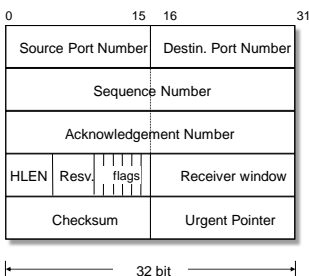 0 15 16 31
Source Port Number Destin. Port Number
Sequence Number
Acknowledgement Number
HLEN Resv. flags Receiver window
Checksum Urgent Pointer
32 bit